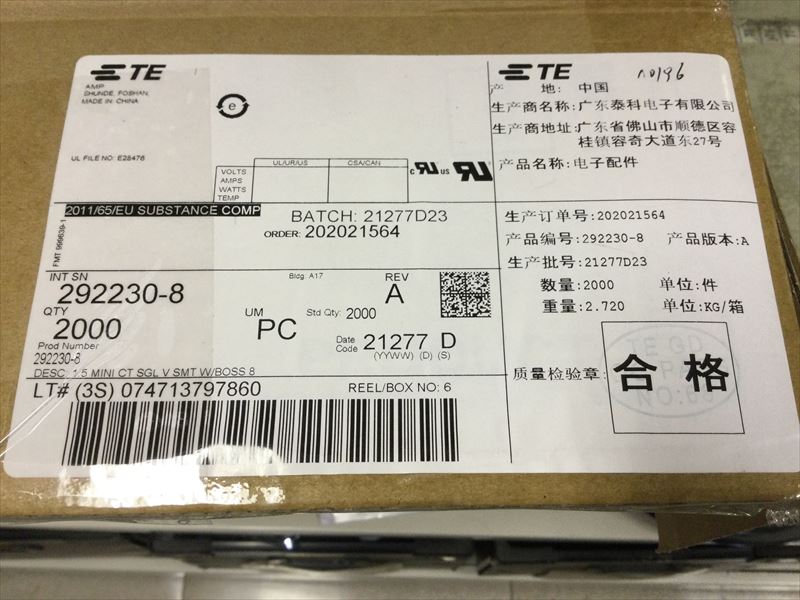 TE
AMP
SHUNDE, FOSHAN,
MADE IN CHINA
e
UL FILE NO: E28476
UL/UR/US CSA/CAN
VOLTS
AMPS
WATTS
TEMP
c RU us RU
2011/65/EU SUBSTANCE COMP
BATCH: 21277D23
ORDER: 202021564
FMT 999639-1
INT SN
292230-8
Bldg: A17
REV
A
QTY
2000
UM
PC
Std Qty: 2000
Prod Number
292230-8
Date Code 21277 D
(YYWW) (D) (S)
DESC: 1.5 MINI CT SGL V SMT W/BOSS 8
LT# (3S) 074713797860
REEL/BOX NO: 6
TE
n0196
产 地: 中国
生产商名称:广东泰科电子有限公司
生产商地址:广东省佛山市顺德区容
桂镇容奇大道东27号
产品名称:电子配件
生产订单号:202021564
产品编号:292230-8 产品版本:A
生产批号:21277D23
数量:2000 单位:件
重量:2.720 单位:KG/箱
质量检验章:
合格
TE GD